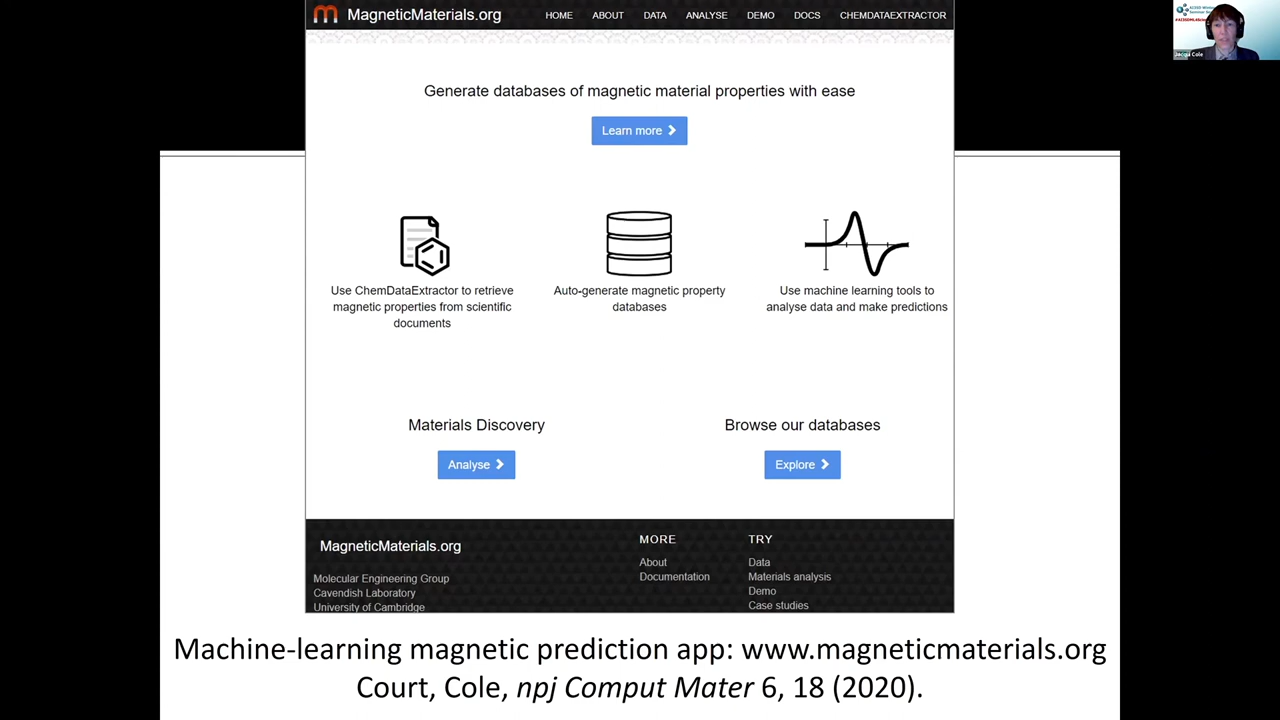 MagneticMaterials.org
HOME ABOUT DATA ANALYSE DEMO DOCS CHEMDATAEXTRACTOR
Generate databases of magnetic material properties with ease
Learn more
Use ChemDataExtractor to retrieve
magnetic properties from scientific
documents
Auto-generate magnetic property
databases
Use machine learning tools to
analyse data and make predictions
Materials Discovery
Analyse
Browse our databases
Explore
MagneticMaterials.org
Molecular Engineering Group
Cavendish Laboratory
University of Cambridge
MORE
About
Documentation
TRY
Data
Materials analysis
Demo
Case studies
Machine-learning magnetic prediction app: www.magneticmaterials.org
Court, Cole, npj Comput Mater 6, 18 (2020).
Cole